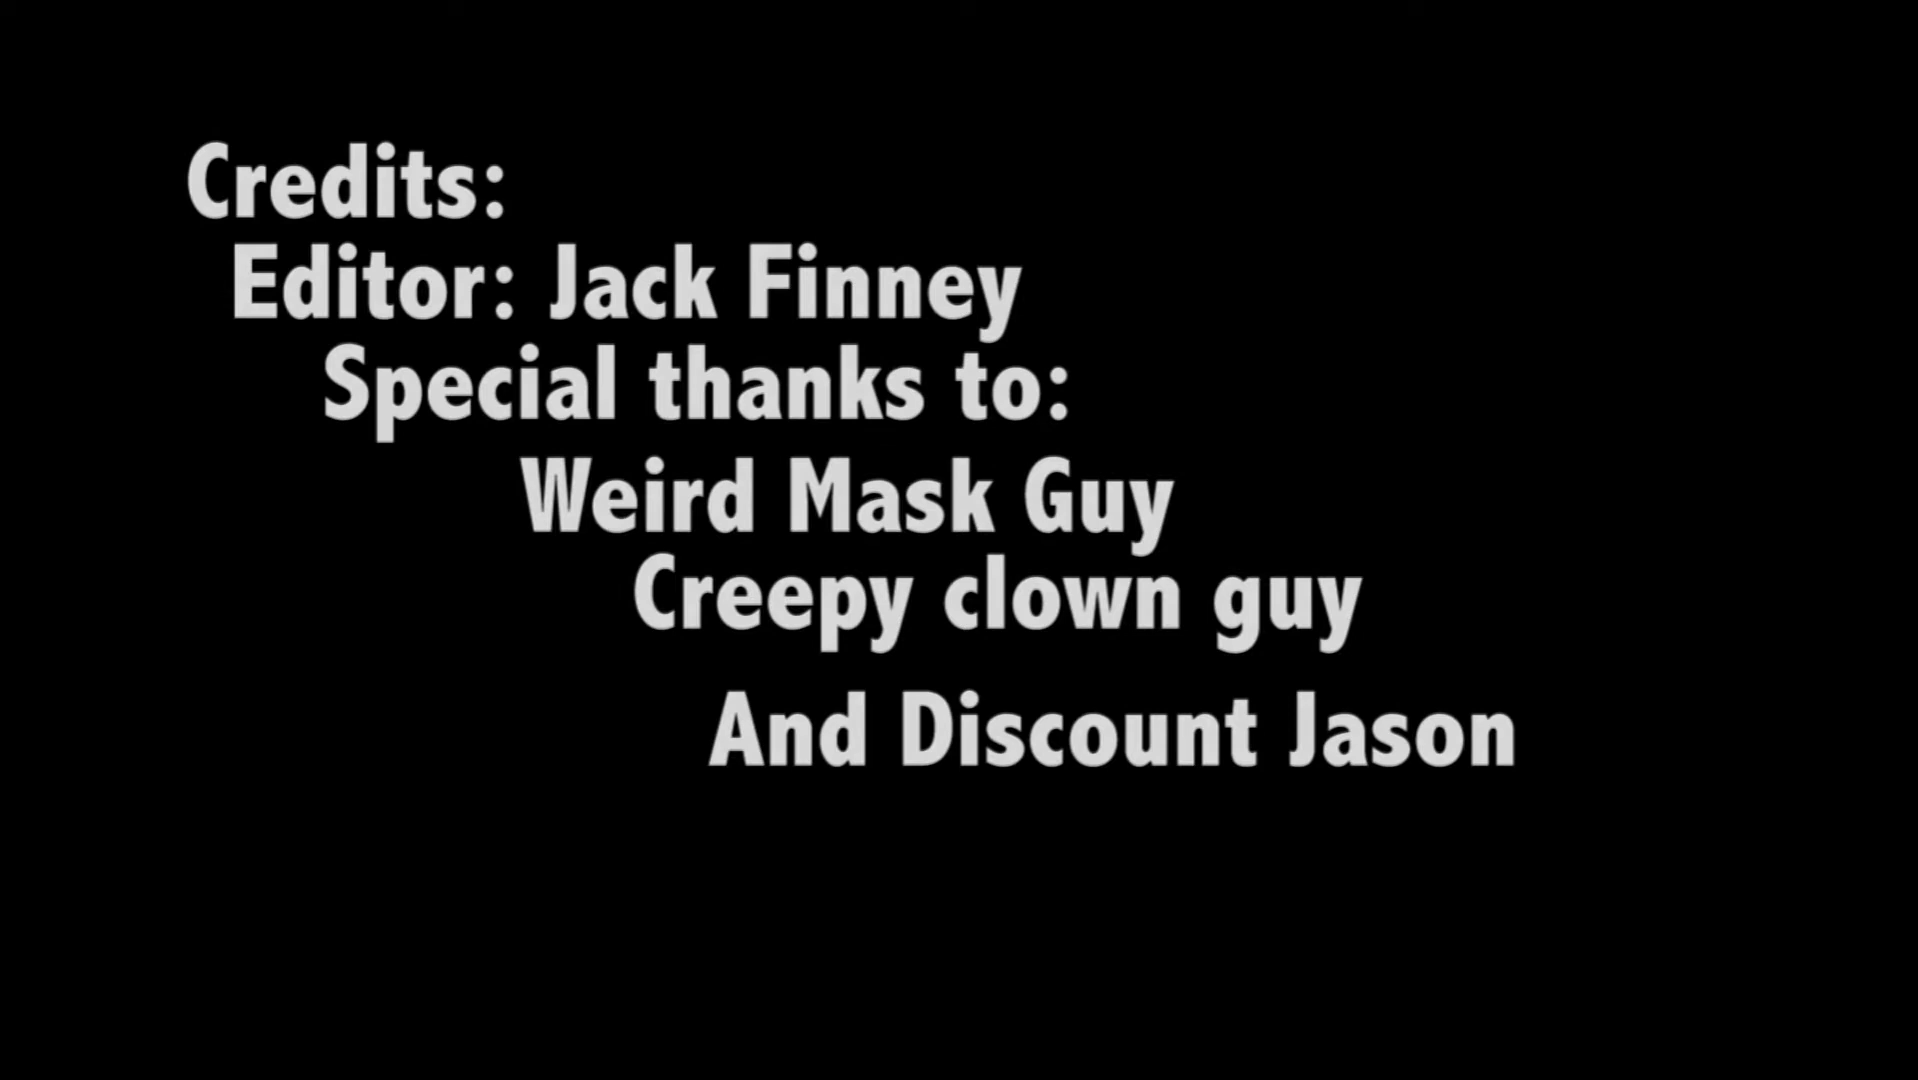 Credits:
Editor: Jack Finney
Special thanks to:
Weird Mask Guy
Creepy clown guy
And Discount Jason